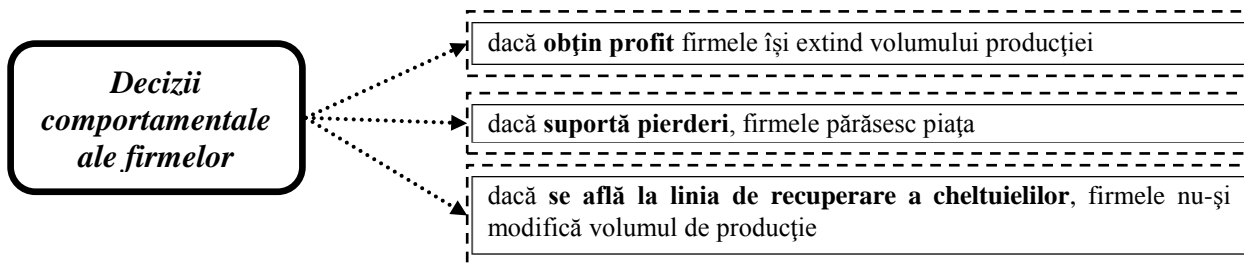 Decizii
comportamentale
ale firmelor
dacă obţin profit firmele îşi extind volumului producţiei
dacă suportă pierderi, firmele părăsesc piaţa
dacă se află la linia de recuperare a cheltuielilor, firmele nu-şi
modifică volumul de producţie